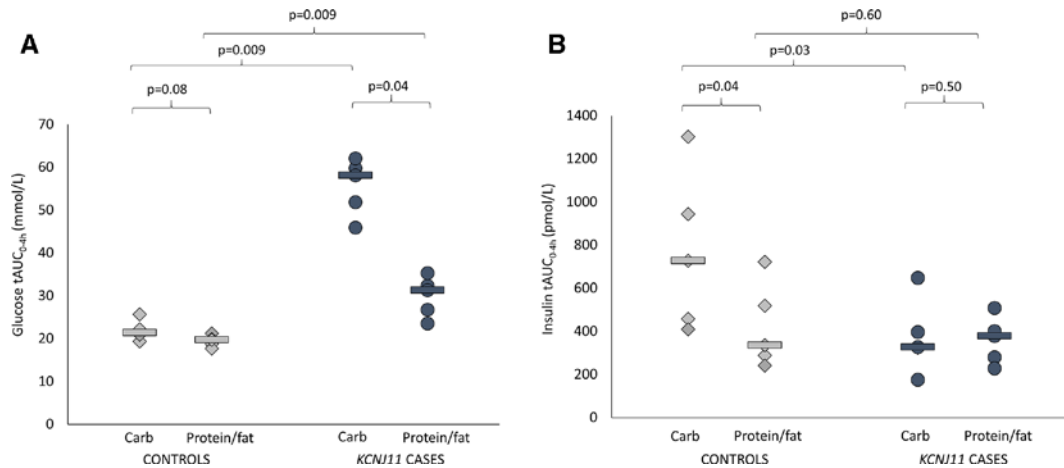 A
p=0.009
p=0.009
p=0.009
p=0.08
p=0.04
Glucose tAUC0-4h (mmol/L)
70
60
50
40
30
20
10
0
Carb
Protein/fat
Carb
Protein/fat
CONTROLS
KCNJ11 CASES
B
p=0.60
p=0.03
p=0.04
p=0.50
Insulin tAUC0-4h (pmol/L)
1400
1200
1000
800
600
400
200
0
Carb
Protein/fat
Carb
Protein/fat
CONTROLS
KCNJ11 CASES